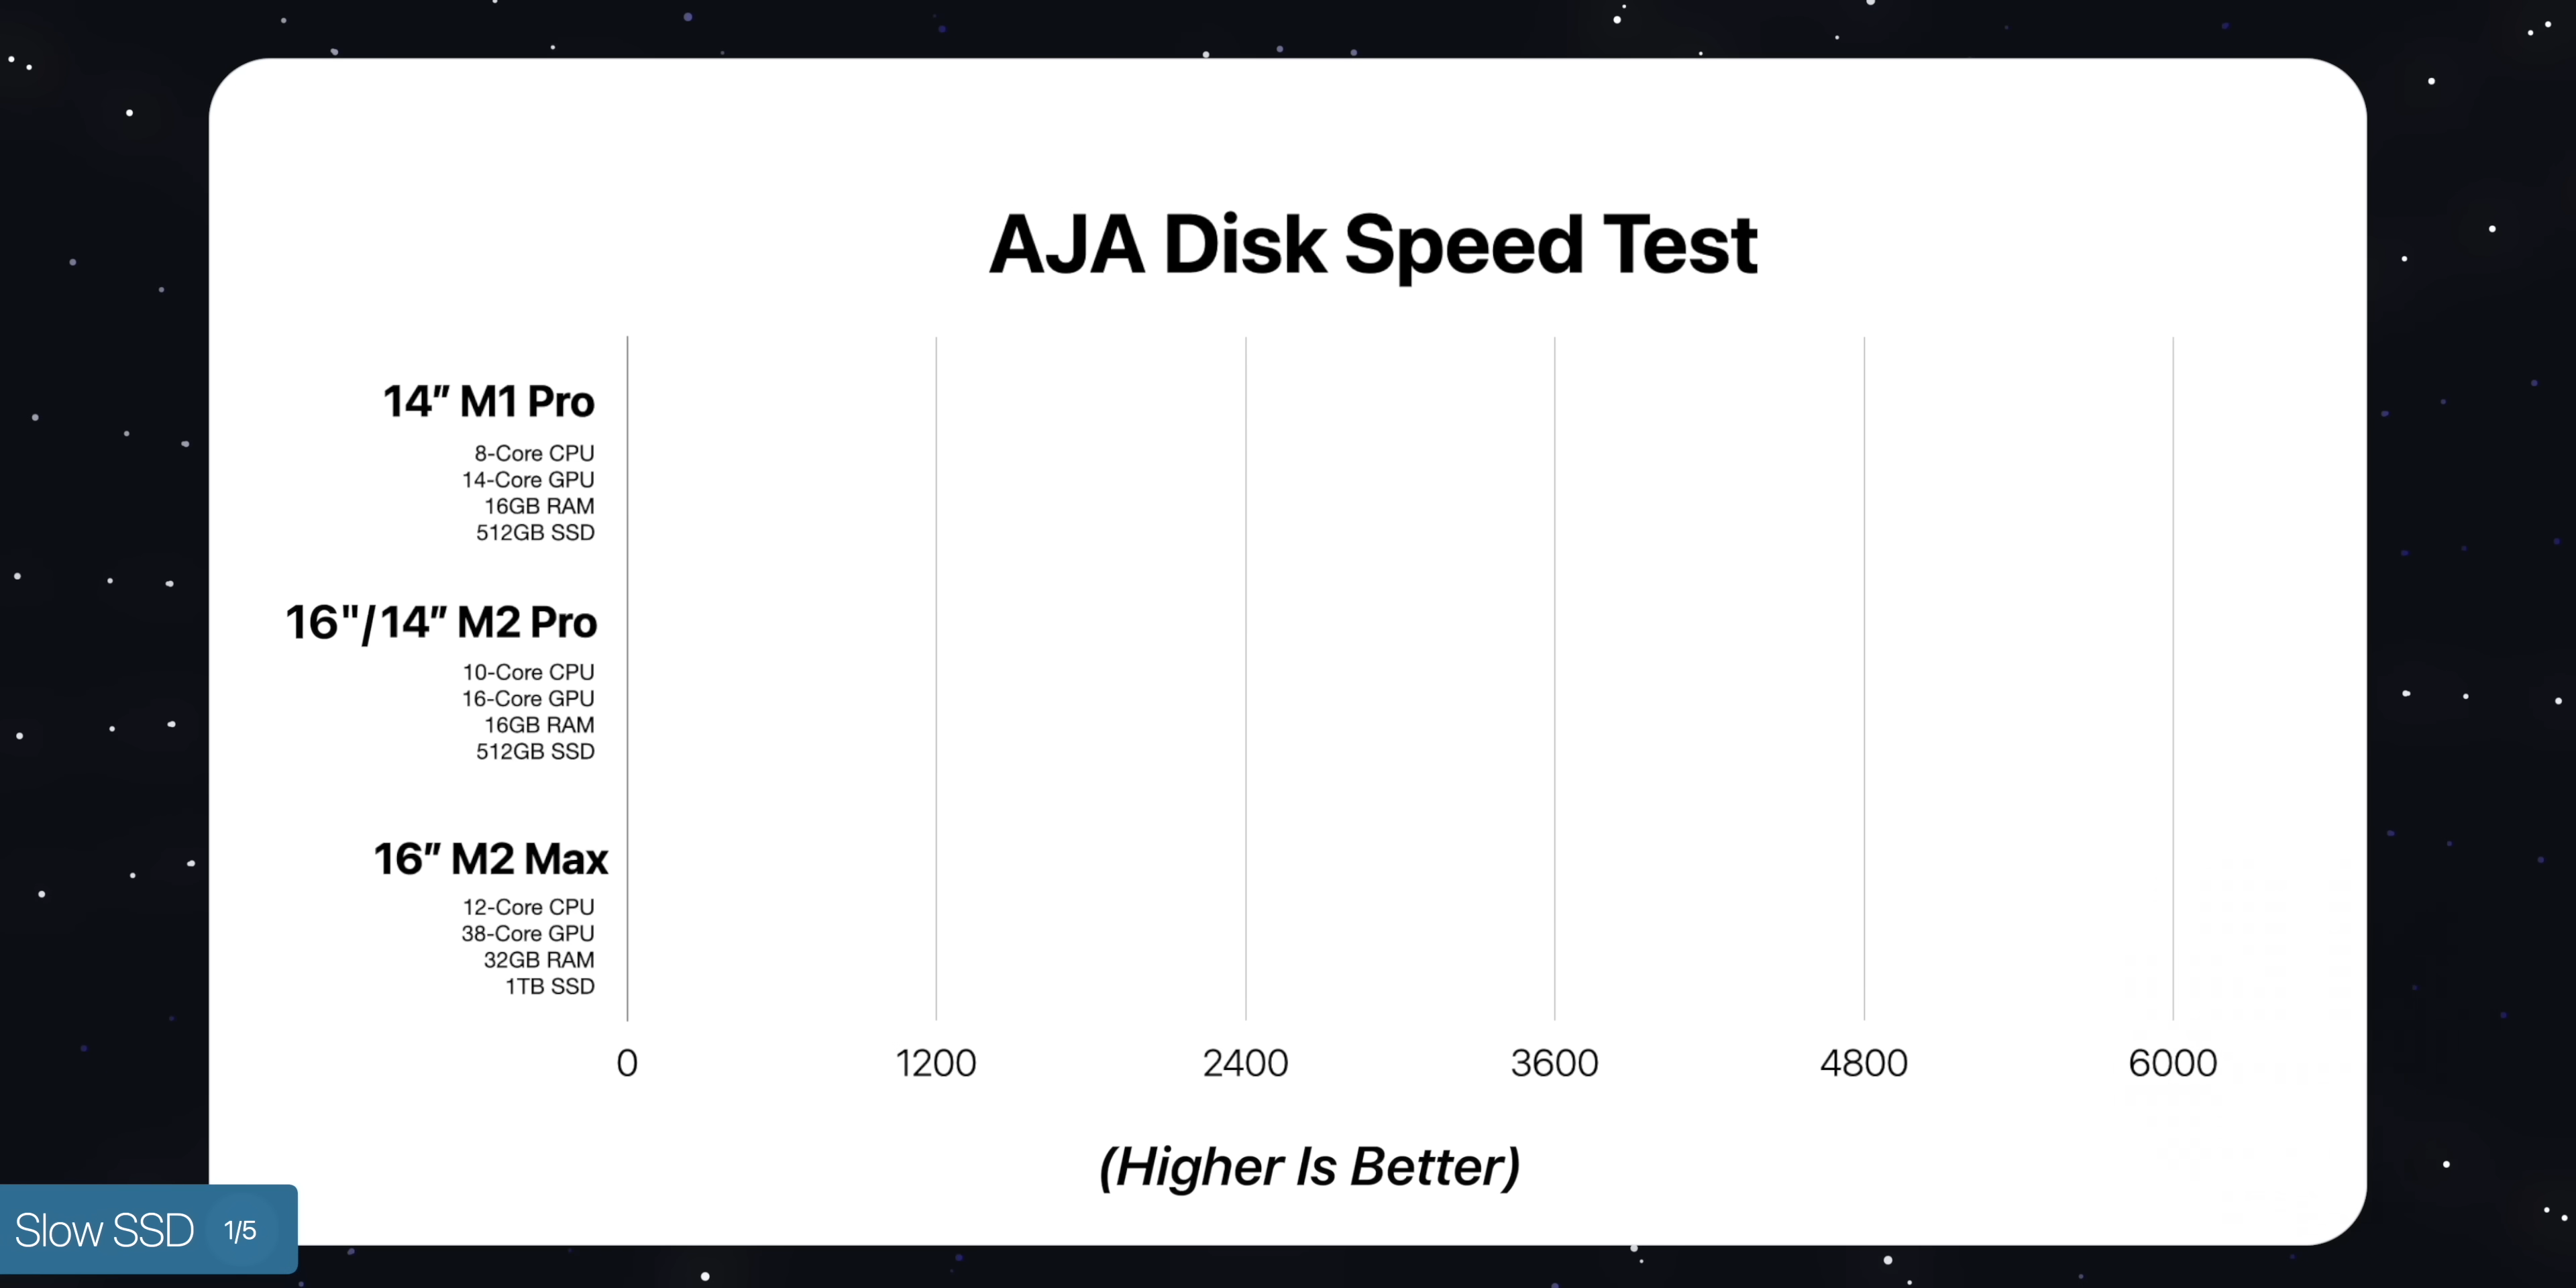 AJA Disk Speed Test
14″ M1 Pro
8-Core CPU
14-Core GPU
16GB RAM
512GB SSD
16"/14″ M2 Pro
10-Core CPU
16-Core GPU
16GB RAM
512GB SSD
16″ M2 Max
12-Core CPU
38-Core GPU
32GB RAM
1TB SSD
0 1200 2400 3600 4800 6000
(Higher Is Better)
Slow SSD 1/5